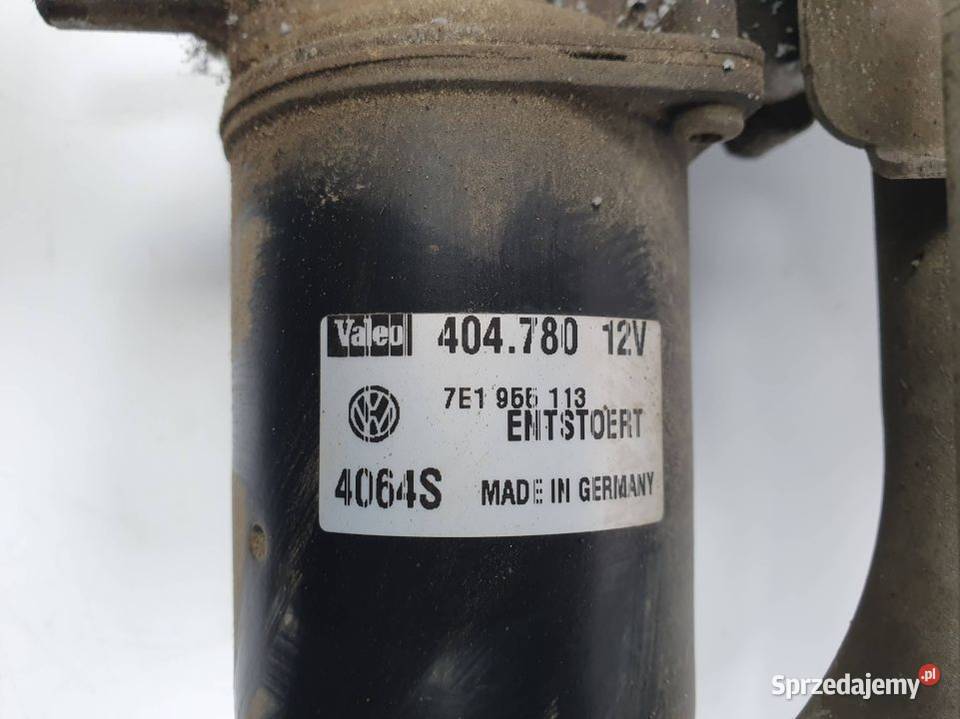 Valeo 404.780 12V
7E1 955 113
ENTSTOERT
4064S MADE IN GERMANY
Sprzedajemy.pl